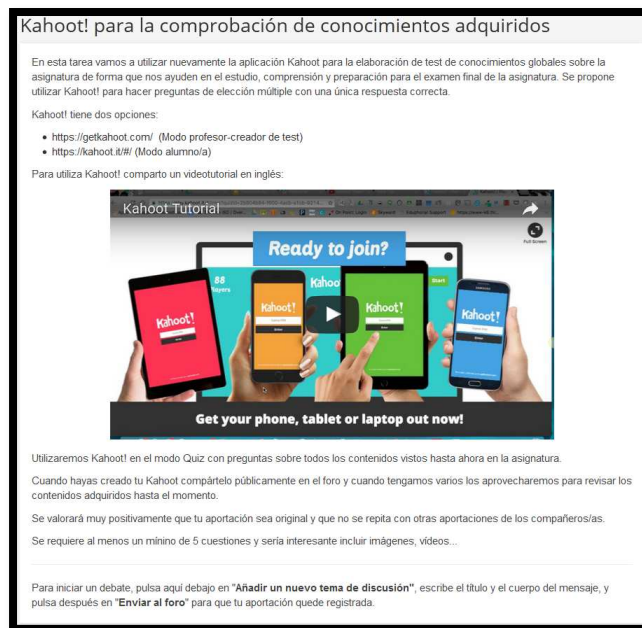 Kahoot! para la comprobación de conocimientos adquiridos
En esta tarea vamos a utilizar nuevamente la aplicación Kahoot para la elaboración de test de conocimientos globales sobre la
asignatura de forma que nos ayuden en el estudio, comprensión y preparación para el examen final de la asignatura. Se propone
utilizar Kahoot! para hacer preguntas de elección múltiple con una única respuesta correcta.
Kahoot! tiene dos opciones:
• https://getkahoot.com/ (Modo profesor-creador de test)
• https://kahoot.it/#/ (Modo alumno/a)
Para utiliza Kahoot! comparto un videotutorial en inglés:
Kahoot Tutorial
Full Screen
Ready to join?
88
Players
Kahoo
Start
Kahoot!
Kahoot!
Kahoot!
Kahoot!
Get your phone, tablet or laptop out now!
Utilizaremos Kahoot! en el modo Quiz con preguntas sobre todos los contenidos vistos hasta ahora en la asignatura.
Cuando hayas creado tu Kahoot compártelo públicamente en el foro y cuando tengamos varios los aprovecharemos para revisar los
contenidos adquiridos hasta el momento.
Se valorará muy positivamente que tu aportación sea original y que no se repita con otras aportaciones de los compañeros/as.
Se requiere al menos un mínino de 5 cuestiones y sería interesante incluir imágenes, vídeos...
Para iniciar un debate, pulsa aquí debajo en "Añadir un nuevo tema de discusión", escribe el título y el cuerpo del mensaje, y
pulsa después en "Enviar al foro" para que tu aportación quede registrada.